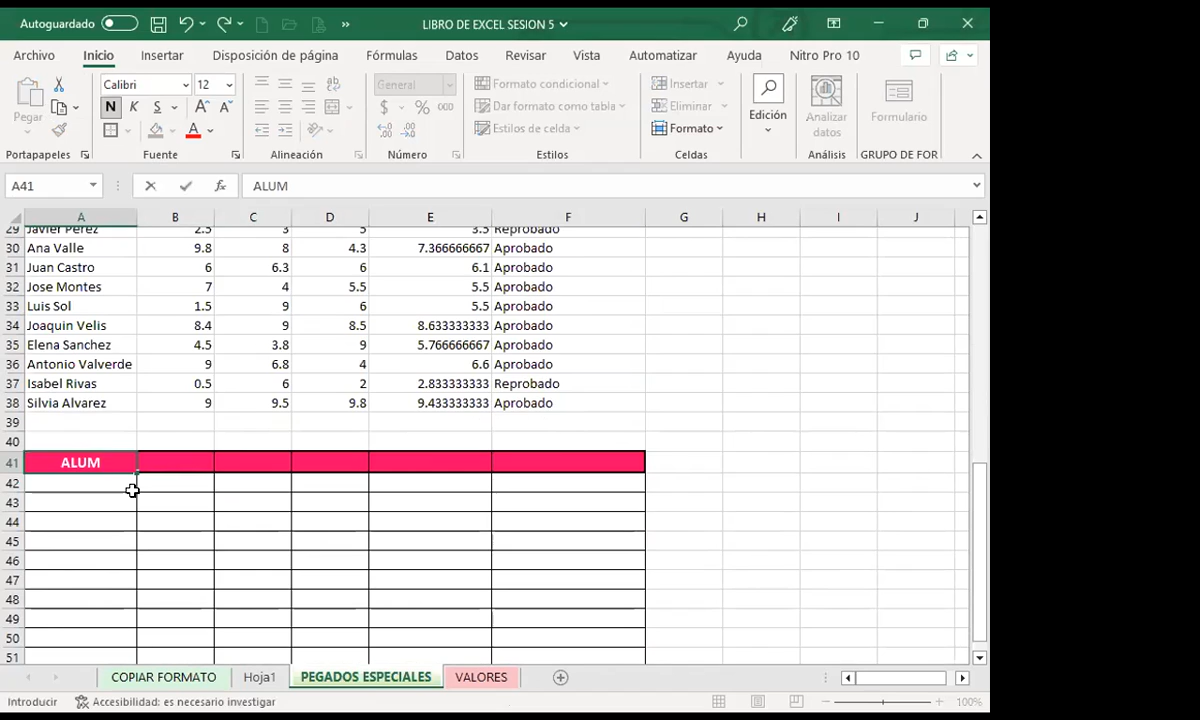 Autoguardado
LIBRO DE EXCEL SESION 5
Archivo Inicio Insertar Disposición de página Fórmulas Datos Revisar Vista Automatizar Ayuda Nitro Pro 10
Pegar
Calibri 12
N K S A A
A
General
$ % 000
Formato condicional
Dar formato como tabla
Estilos de celda
Insertar
Eliminar
Formato
Edición
Analizar datos
Formulario
Portapapeles Fuente Alineación Número Estilos Celdas Análisis GRUPO DE FOR
A41 fx ALUM
A B C D E F G H I J
29 Javier Perez 2.5 3 5 3.5 Reprobado
30 Ana Valle 9.8 8 4.3 7.366666667 Aprobado
31 Juan Castro 6 6.3 6 6.1 Aprobado
32 Jose Montes 7 4 5.5 5.5 Aprobado
33 Luis Sol 1.5 9 6 5.5 Aprobado
34 Joaquin Velis 8.4 9 8.5 8.633333333 Aprobado
35 Elena Sanchez 4.5 3.8 9 5.766666667 Aprobado
36 Antonio Valverde 9 6.8 4 6.6 Aprobado
37 Isabel Rivas 0.5 6 2 2.833333333 Reprobado
38 Silvia Alvarez 9 9.5 9.8 9.433333333 Aprobado
39
40
41 ALUM
42
43
44
45
46
47
48
49
50
51
COPIAR FORMATO Hoja1 PEGADOS ESPECIALES VALORES
Introducir Accesibilidad: es necesario investigar 100%